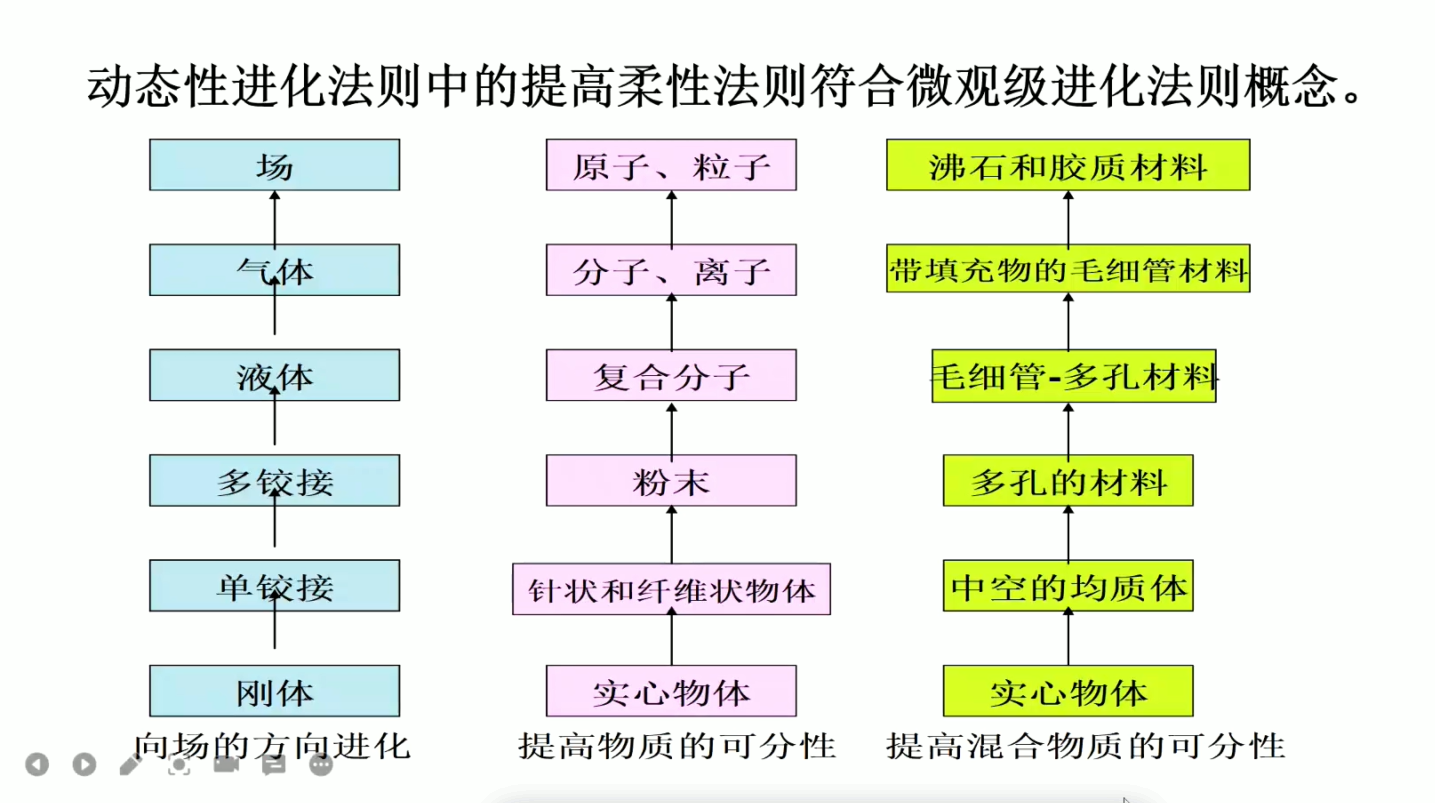 动态性进化法则中的提高柔性法则符合微观级进化法则概念。
场
气体
液体
多铰接
单铰接
刚体
向场的方向进化
原子、粒子
分子、离子
复合分子
粉末
针状和纤维状物体
实心物体
提高物质的可分性
沸石和胶质材料
带填充物的毛细管材料
毛细管-多孔材料
多孔的材料
中空的均质体
实心物体
提高混合物质的可分性